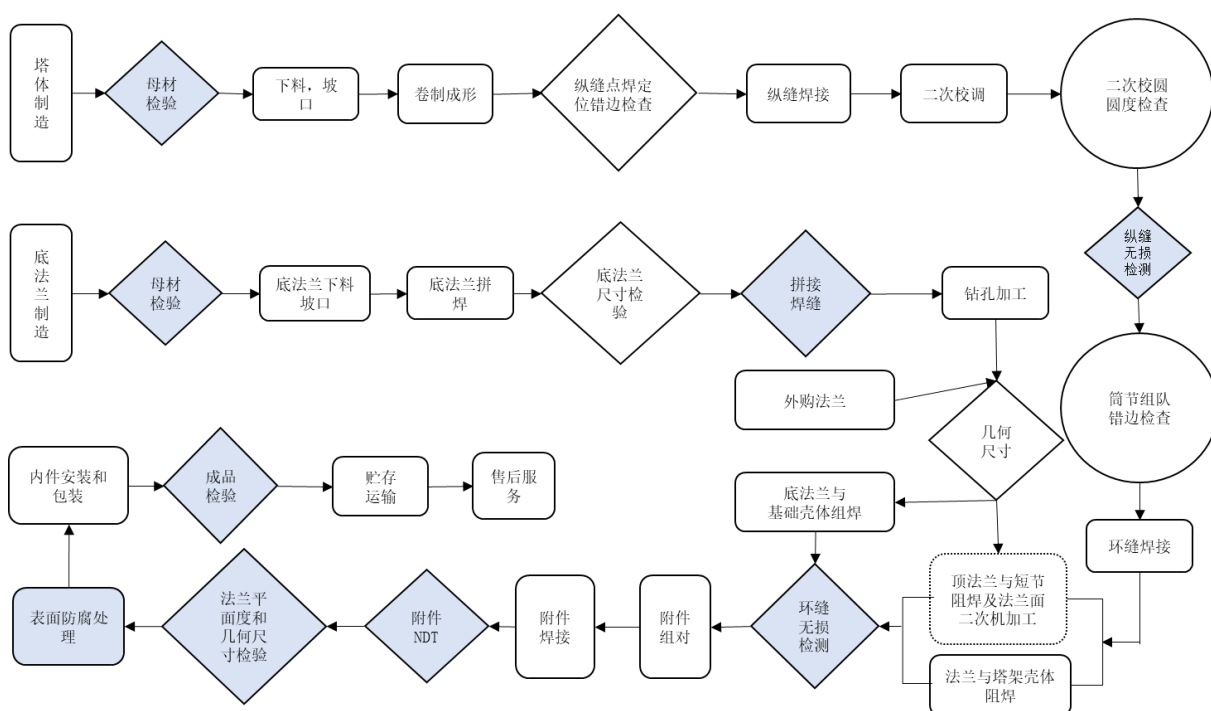 塔
体
制
造
母材
检验
下料，坡
口
卷制成形
纵缝点焊定
位错边检查
纵缝焊接
二次校调
二次校圆
圆度检查
纵缝
无损
检测
底
法
兰
制
造
母材
检验
底法兰下料
坡口
底法兰拼
焊
底法兰
尺寸检
验
拼接
焊缝
钻孔加工
外购法兰
几何
尺寸
筒节组队
错边检查
内件安装和
包装
成品
检验
贮存
运输
售后服
务
底法兰与
基础壳体组焊
环缝焊接
表面防腐处
理
法兰平
面度和
几何尺
寸检验
附件
NDT
附件
焊接
附件
组对
环缝
无损
检测
顶法兰与短节
阻焊及法兰面
二次机加工
法兰与塔架壳体
阻焊